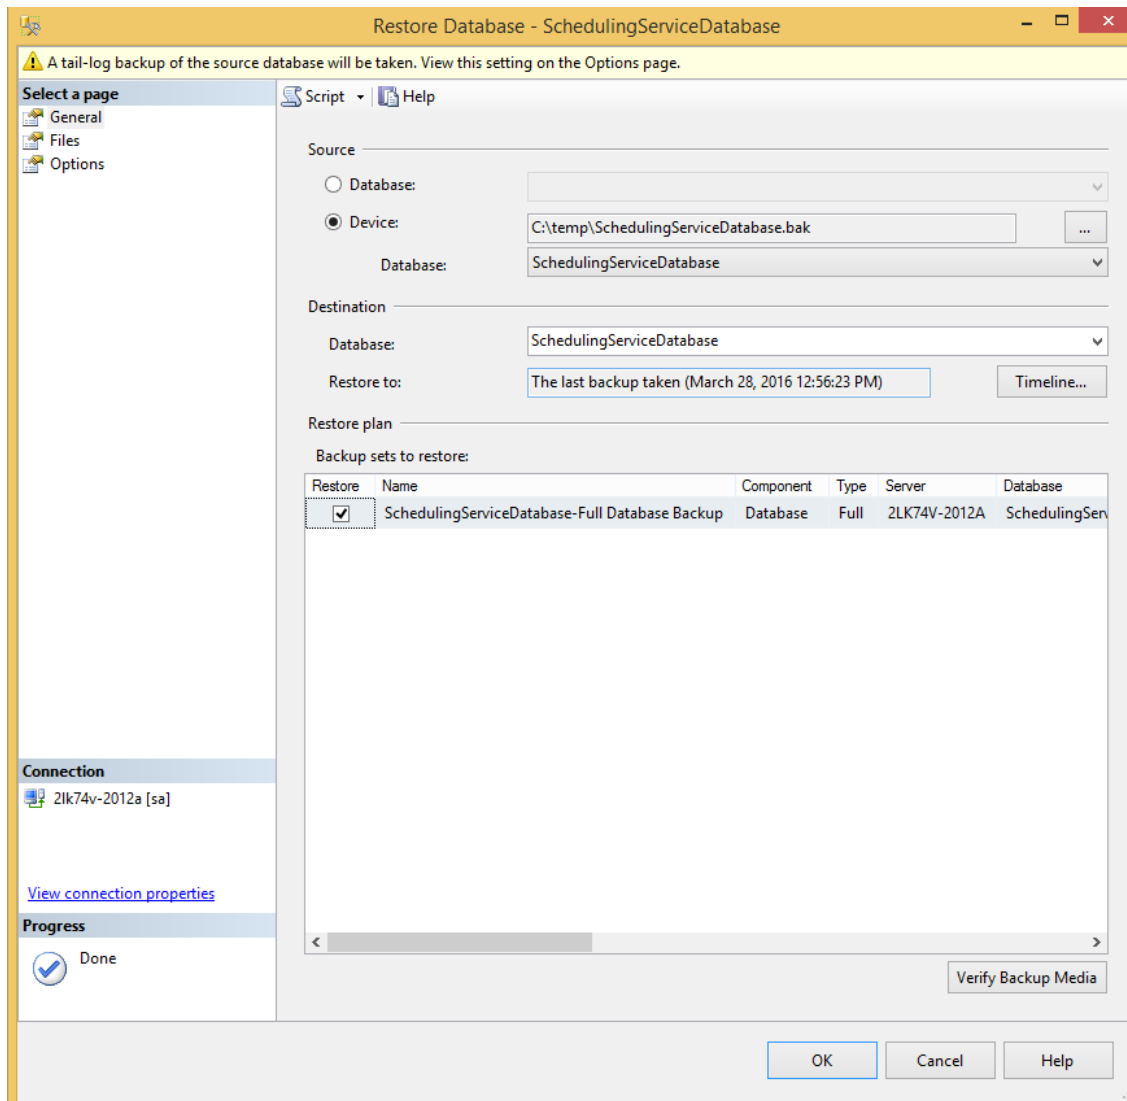 Restore Database - SchedulingServiceDatabase
A tail-log backup of the source database will be taken. View this setting on the Options page.
Select a page
General
Files
Options
Script
Help
Source
Database:
Device:
C:\temp\SchedulingServiceDatabase.bak
...
Database:
SchedulingServiceDatabase
Destination
Database:
SchedulingServiceDatabase
Restore to:
The last backup taken (March 28, 2016 12:56:23 PM)
Timeline...
Restore plan
Backup sets to restore:
Restore Name Component Type Server Database
SchedulingServiceDatabase-Full Database Backup Database Full 2LK74V-2012A SchedulingSer
Connection
2lk74v-2012a [sa]
View connection properties
Progress
Done
Verify Backup Media
OK Cancel Help